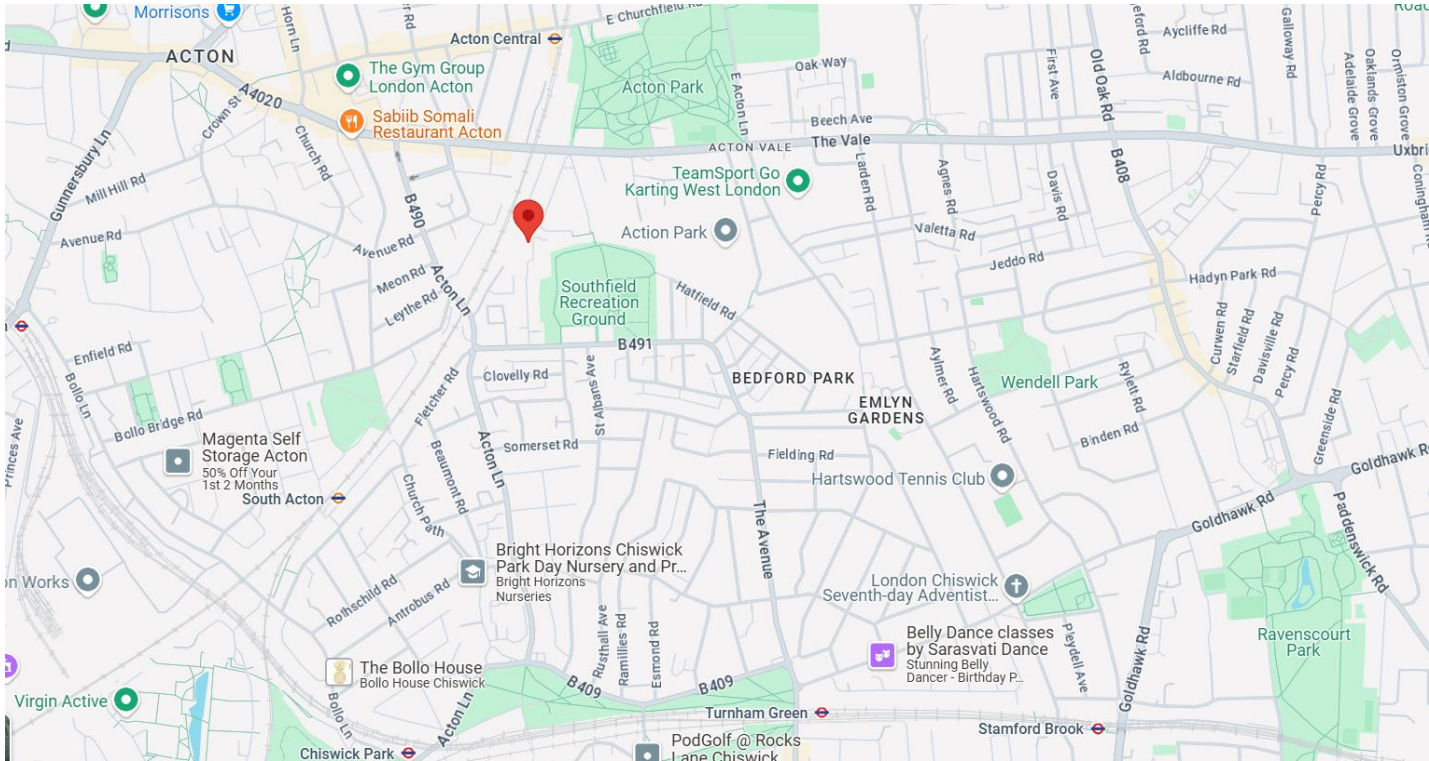 Morrisons
ACTON
Horn Ln
E Churchfield Rd
Acton Central
The Gym Group
London Acton
A4020
Crown St
Sabiib Somali
Restaurant Acton
Church Rd
Acton Park
E Acton Ln
Oak Way
Beech Ave
ACTON VALE
The Vale
First Ave
Old Oak Rd
Aycliffe Rd
Aldbourne Rd
Galloway Rd
Adelaide Grove
Oaklands Grove
Ormiston Grove
Road
Uxbri
Coningham Rd
Gunnersbury Ln
Mill Hill Rd
Avenue Rd
B490
Avenue Rd
Meon Rd
Leythe Rd
Acton Ln
TeamSport Go
Karting West London
Action Park
Larden Rd
Agnes Rd
Davis Rd
B408
Percy Rd
Valetta Rd
Jeddo Rd
Hadyn Park Rd
Southfield
Recreation
Ground
Hatfield Rd
B491
Enfield Rd
Bollo Ln
Bollo Bridge Rd
Fletcher Rd
Clovelly Rd
St Albans Ave
BEDFORD PARK
EMLYN
GARDENS
Aylmer Rd
Hartswood Rd
Wendell Park
Rylett Rd
Binden Rd
Curwen Rd
Starfield Rd
Davisville Rd
Percy Rd
Greenside Rd
Princes Ave
Magenta Self
Storage Acton
50% Off Your
1st 2 Months
South Acton
Beaumont Rd
Church Path
Acton Ln
Somerset Rd
Fielding Rd
Hartswood Tennis Club
Goldhawk Rd
Goldhawk R
Paddenswick Rd
The Avenue
on Works
Rothschild Rd
Antrobus Rd
Bright Horizons Chiswick
Park Day Nursery and Pr...
Bright Horizons
Nurseries
London Chiswick
Seventh-day Adventist...
Rusthall Ave
Ramillies Rd
Esmond Rd
Belly Dance classes
by Sarasvati Dance
Stunning Belly
Dancer - Birthday P...
Pleydell Ave
Goldhawk Rd
Ravenscourt
Park
The Bollo House
Bollo House Chiswick
Virgin Active
Bollo Ln
Acton Ln
B409
B409
Turnham Green
Stamford Brook
Chiswick Park
PodGolf @ Rocks
Lane Chiswick